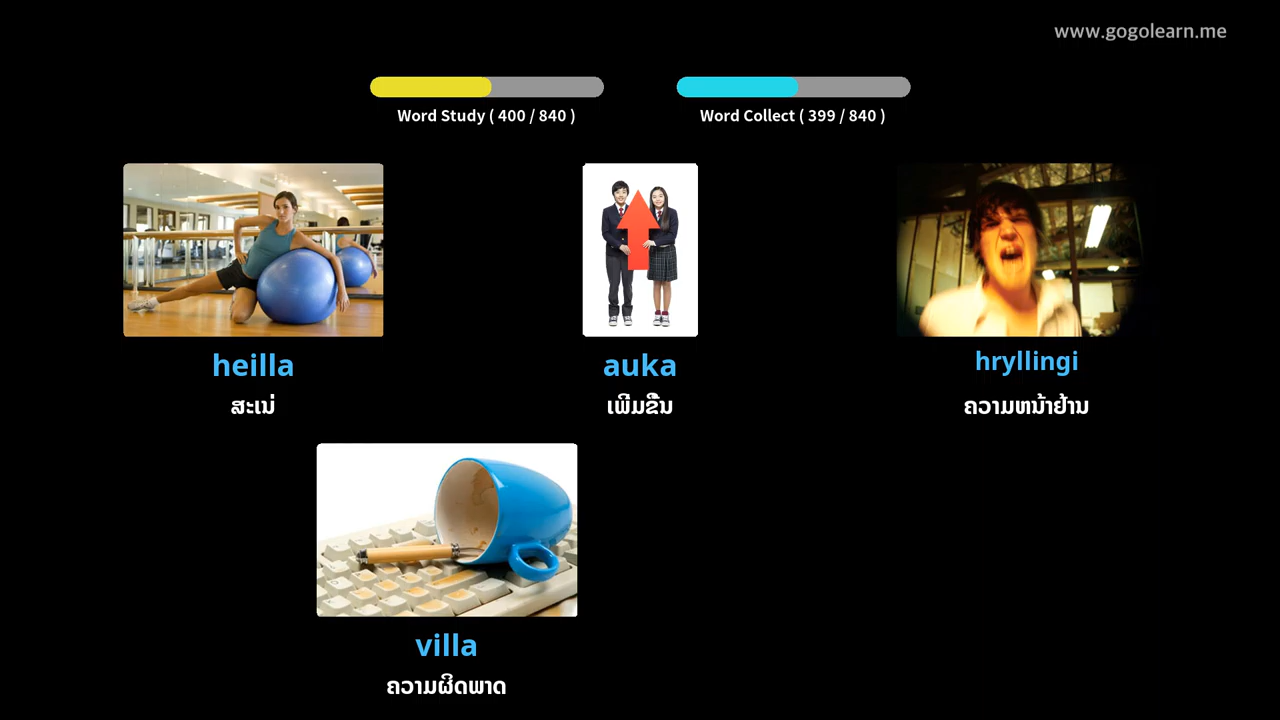 www.gogolearn.me
Word Study ( 400 / 840 )
Word Collect ( 399 / 840 )
heilla
ສະເນ່
auka
ເພີ່ມຂື້ນ
hryllingi
ຄວາມຫນ້າຢ້ານ
villa
ຄວາມຜິດພາດ